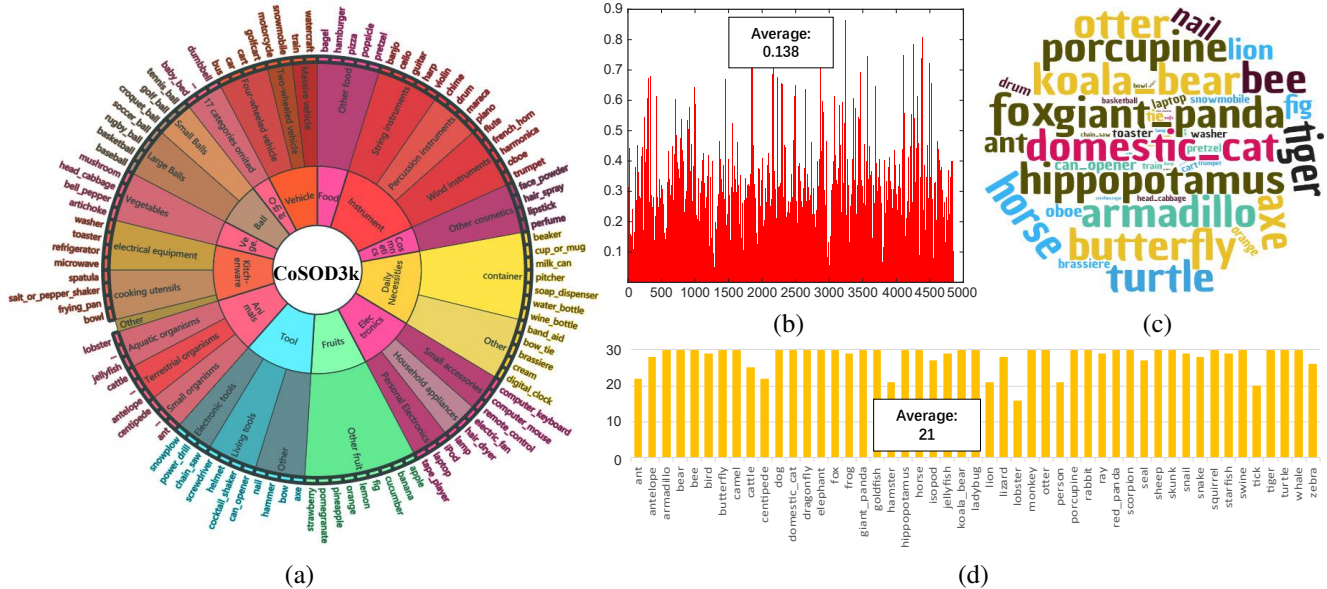 CoSOD3k
Vehicle
Food
Instrument
Cos
meti
cs
Daily
Necessities
Elec
tronics
Fruits
Tool
Ani
mals
Kitch-
enware
Ve
ge.
Ball
O
thers
Massive vehicle
Two-wheeled vehicle
Four-wheeled vehicle
17 categories omitted
Small Balls
Large Balls
Vegetables
electrical equipment
cooking utensils
Other
Aquatic organisms
Terrestrial organisms
Small organisms
Electronic tools
Living tools
Other
Other fruit
Personal Electronics
Household appliances
Small accessories
Other
container
Other cosmetics
Wind instruments
Percussion instruments
String instruments
Other food
bagel
hamburger
pizza
popsicle
pretzel
banjo
cello
guitar
harp
violin
chime
drum
maraca
piano
flute
french_horn
harmonica
oboe
trumpet
face_powder
hair_spray
lipstick
perfume
beaker
cup_or_mug
milk_can
pitcher
soap_dispenser
water_bottle
wine_bottle
band_aid
bow_tie
brassiere
cream
digital_clock
computer_keyboard
computer_mouse
remote_control
electric_fan
hair_dryer
lamp
iPod
laptop
tape_player
apple
banana
cucumber
fig
lemon
orange
pineapple
pomegranate
strawberry
axe
bow
hammer
nail
can_opener
cocktail_shaker
helmet
screwdriver
chain_saw
power_drill
snowplow
ant
...
centipede
antelope
...
cattle
jellyfish
...
lobster
bowl
frying_pan
salt_or_pepper_shaker
spatula
microwave
refrigerator
toaster
washer
artichoke
bell_pepper
head_cabbage
mushroom
baseball
basketball
rugby_ball
soccer_ball
croquet_ball
golf_ball
tennis_ball
...
baby_bed
dumbbell
bus
car
cart
golfcart
motorcycle
snowmobile
train
watercraft
(a)
Average:
0.138
0.9
0.8
0.7
0.6
0.5
0.4
0.3
0.2
0.1
0 500 1000 1500 2000 2500 3000 3500 4000 4500 5000
(b)
otter
nail
porcupine
lion
koala_bear
bee
drum
bowl
basketball
laptop
snowmobile
fig
fox
giant_panda
tie
tiger
ant
chain_saw
toaster
washer
domestic_cat
pretzel
can_opener
train
cart
trumpet
hippopotamus
head_cabbage
horse
oboe
armadillo
axe
orange
butterfly
brassiere
turtle
(c)
30
20
10
0
Average:
21
ant
antelope
armadillo
bear
bee
bird
butterfly
camel
cattle
centipede
dog
domestic_cat
dragonfly
elephant
fox
frog
giant_panda
goldfish
hamster
hippopotamus
horse
isopod
jellyfish
koala_bear
ladybug
lion
lizard
lobster
monkey
otter
person
porcupine
rabbit
ray
red_panda
scorpion
seal
sheep
skunk
snail
snake
squirrel
starfish
swine
tick
tiger
turtle
whale
zebra
(d)